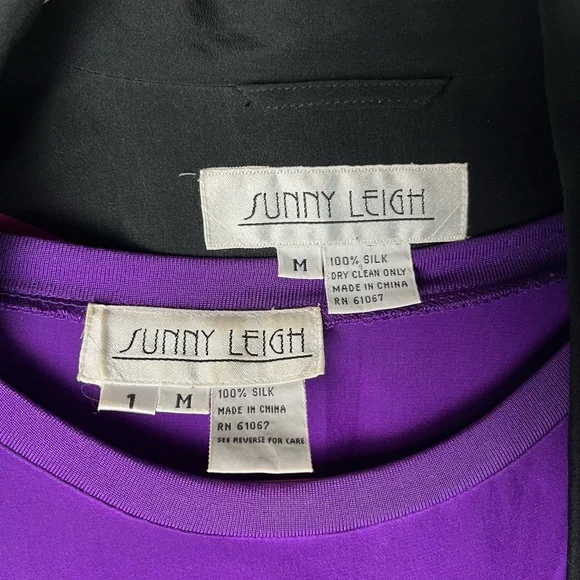 SUNNY LEIGH
M
100% SILK
DRY CLEAN ONLY
MADE IN CHINA
RN 61067
SUNNY LEIGH
1 M
100% SILK
MADE IN CHINA
RN 61067
SEE REVERSE FOR CARE